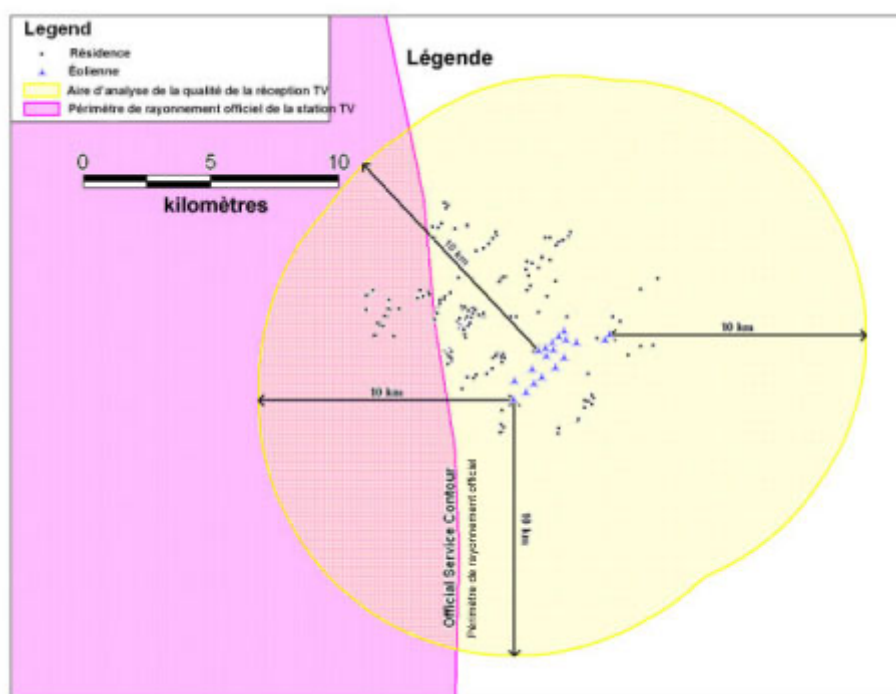 Legend
Résidence
Éolienne
Aire d'analyse de la qualité de la réception TV
Périmètre de rayonnement officiel de la station TV
Légende
0 5 10
kilomètres
10 km
10 km
10 km
10 km
Official Service Contour
Périmètre de rayonnement officiel